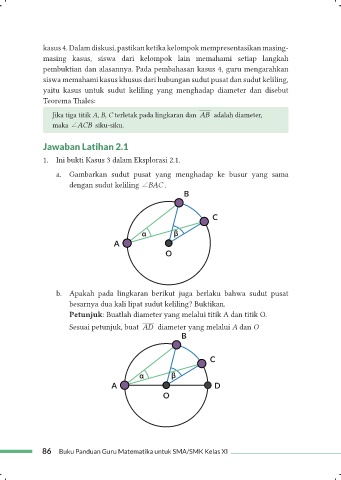 kasus 4. Dalam diskusi, pastikan ketika kelompok mempresentasikan masing-
masing kasus, siswa dari kelompok lain memahami setiap langkah
pembuktian dan alasannya. Pada pembahasan kasus 4, guru mengarahkan
siswa memahami kasus khusus dari hubungan sudut pusat dan sudut keliling,
yaitu kasus untuk sudut keliling yang menghadap diameter dan disebut
Teorema Thales:
Jika tiga titik A, B, C terletak pada lingkaran dan AB adalah diameter,
maka ∠ACB siku-siku.
Jawaban Latihan 2.1
1. Ini bukti Kasus 3 dalam Eksplorasi 2.1.
a. Gambarkan sudut pusat yang menghadap ke busur yang sama
dengan sudut keliling ∠BAC.
B
C
α β
A
O
b. Apakah pada lingkaran berikut juga berlaku bahwa sudut pusat
besarnya dua kali lipat sudut keliling? Buktikan.
Petunjuk: Buatlah diameter yang melalui titik A dan titik O.
Sesuai petunjuk, buat AD diameter yang melalui A dan O
B
C
α β
A D
O
86 Buku Panduan Guru Matematika untuk SMA/SMK Kelas XI